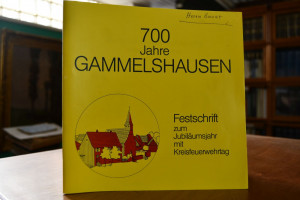 700
Jahre
GAMMELSHAUSEN
Festschrift
zum
Jubiläumsjahr
mit
Kreisfeuerwehrtag